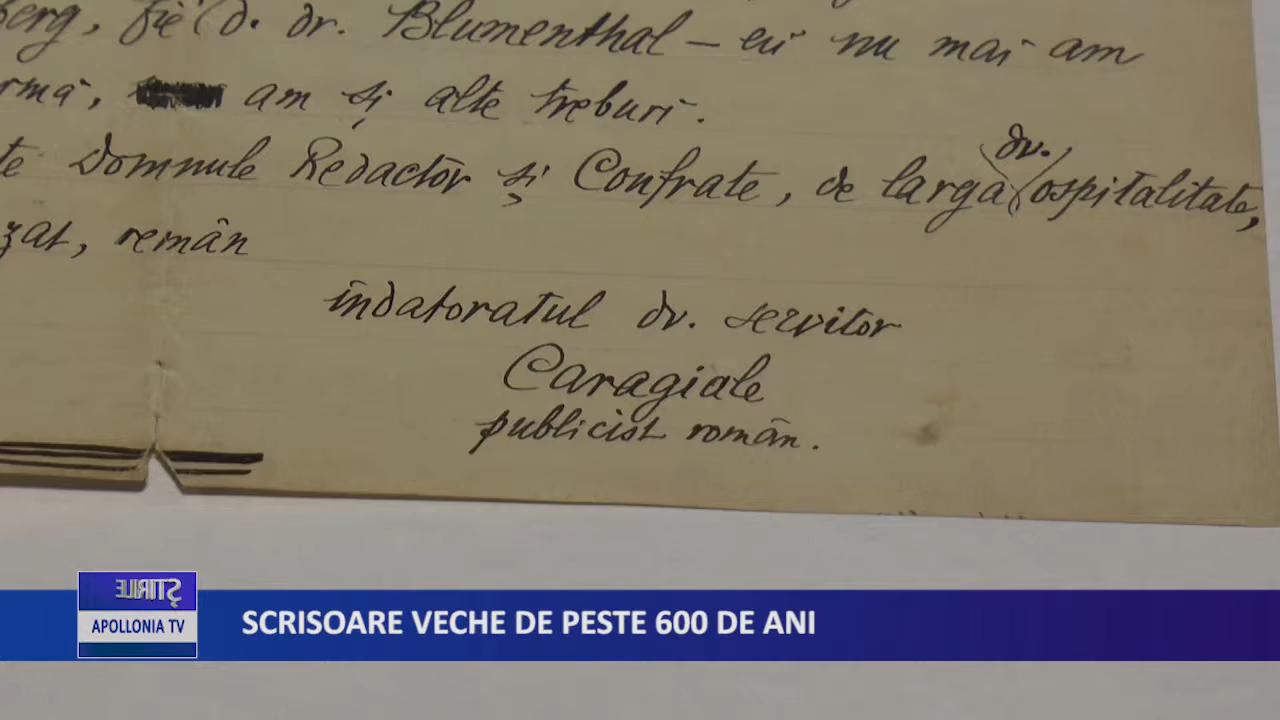 berg, fie d. dr. Blumenthal – eu nu mai am
rmă, am și alte treburi.
te Domnule Redactor și Confrate, de larga dv. ospitalitate,
zat, remân
îndatoratul dv. servitor
Caragiale
publicist român.
ȘTIRILE
APOLLONIA TV
SCRISOARE VECHE DE PESTE 600 DE ANI